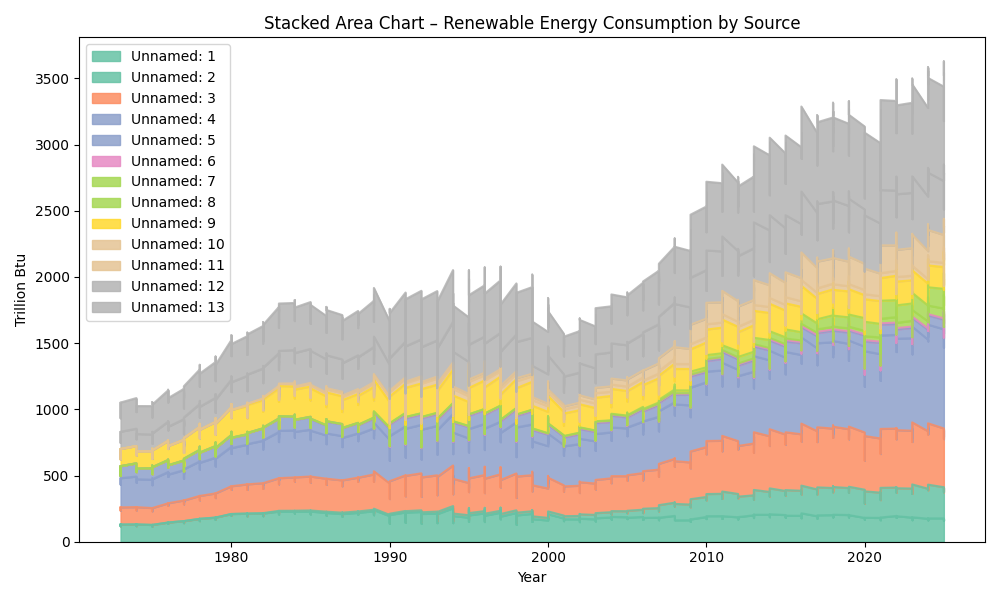 Stacked Area Chart – Renewable Energy Consumption by Source
Unnamed: 1
Unnamed: 2
Unnamed: 3
Unnamed: 4
Unnamed: 5
Unnamed: 6
Unnamed: 7
Unnamed: 8
Unnamed: 9
Unnamed: 10
Unnamed: 11
Unnamed: 12
Unnamed: 13
Trillion Btu
3500
3000
2500
2000
1500
1000
500
0
1980
1990
2000
2010
2020
Year